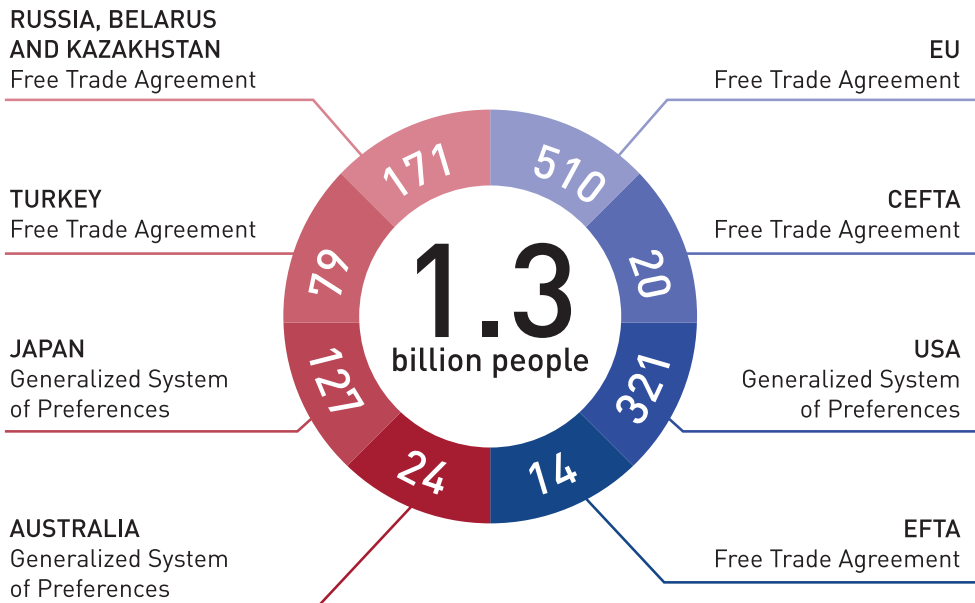 RUSSIA, BELARUS
AND KAZAKHSTAN
Free Trade Agreement
EU
Free Trade Agreement
171
510
TURKEY
Free Trade Agreement
CEFTA
Free Trade Agreement
79
20
1.3
billion people
JAPAN
Generalized System
of Preferences
USA
Generalized System
of Preferences
127
321
24
14
AUSTRALIA
Generalized System
of Preferences
EFTA
Free Trade Agreement